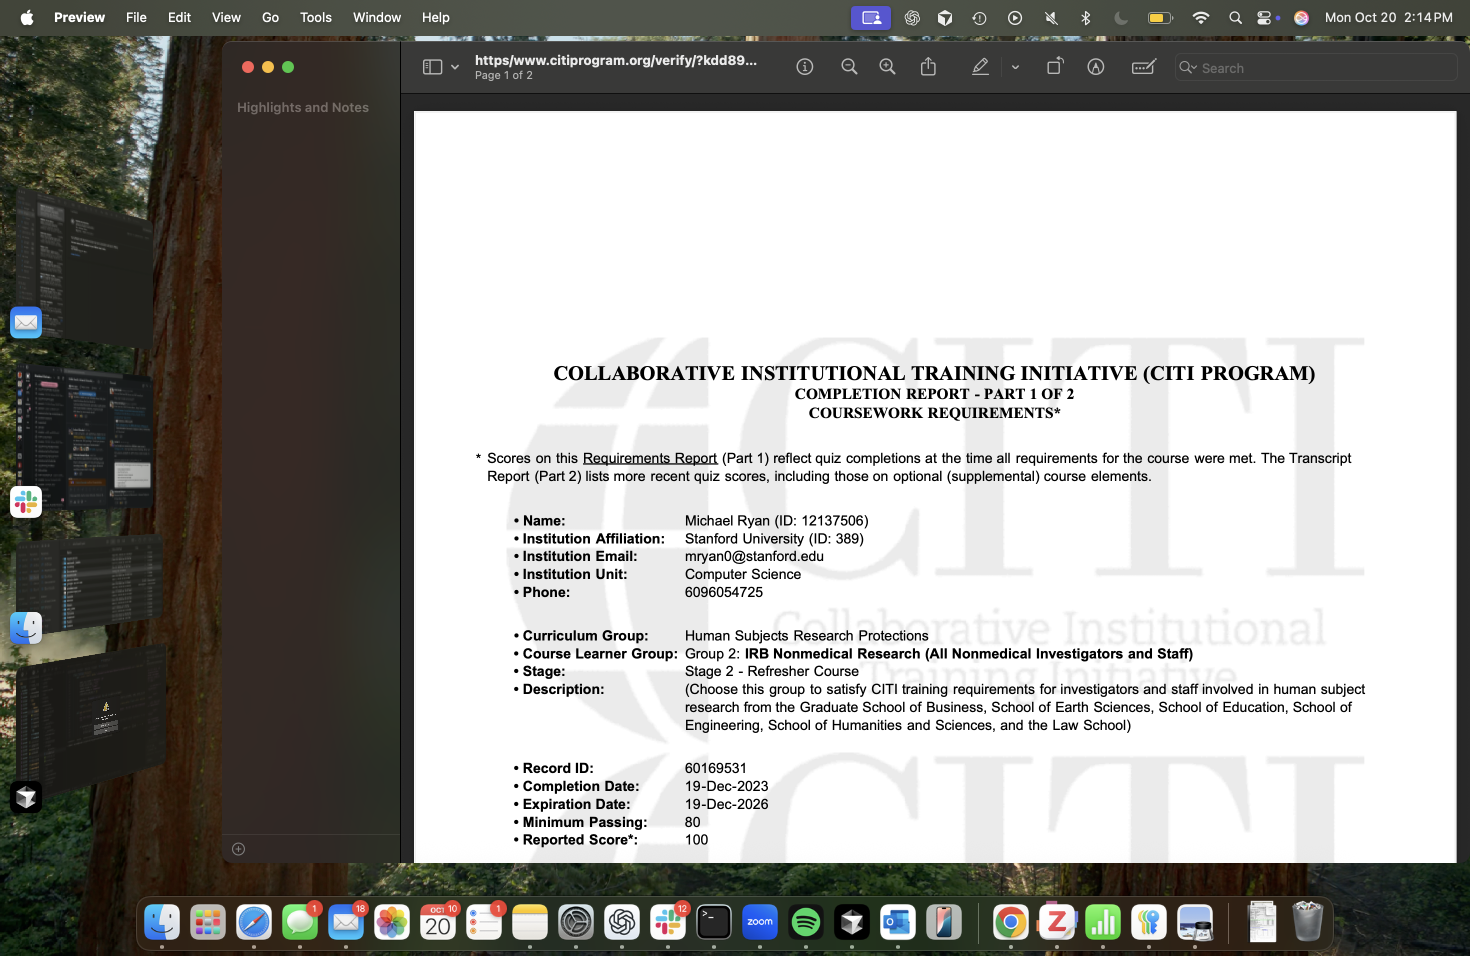 Preview File Edit View Go Tools Window Help
Mon Oct 20 2:14 PM
https/www.citiprogram.org/verify/?kdd89...
Page 1 of 2
Search
Highlights and Notes
COLLABORATIVE INSTITUTIONAL TRAINING INITIATIVE (CITI PROGRAM)
COMPLETION REPORT - PART 1 OF 2
COURSEWORK REQUIREMENTS*
* Scores on this Requirements Report (Part 1) reflect quiz completions at the time all requirements for the course were met. The Transcript
Report (Part 2) lists more recent quiz scores, including those on optional (supplemental) course elements.
• Name: Michael Ryan (ID: 12137506)
• Institution Affiliation: Stanford University (ID: 389)
• Institution Email: mryan0@stanford.edu
• Institution Unit: Computer Science
• Phone: 6096054725
• Curriculum Group: Human Subjects Research Protections
• Course Learner Group: Group 2: IRB Nonmedical Research (All Nonmedical Investigators and Staff)
• Stage: Stage 2 - Refresher Course
• Description: (Choose this group to satisfy CITI training requirements for investigators and staff involved in human subject
research from the Graduate School of Business, School of Earth Sciences, School of Education, School of
Engineering, School of Humanities and Sciences, and the Law School)
• Record ID: 60169531
• Completion Date: 19-Dec-2023
• Expiration Date: 19-Dec-2026
• Minimum Passing: 80
• Reported Score*: 100
CITI
Collaborative Institutional
Training Initiative
CITI
1
18
OCT 10
20
1
12
zoom